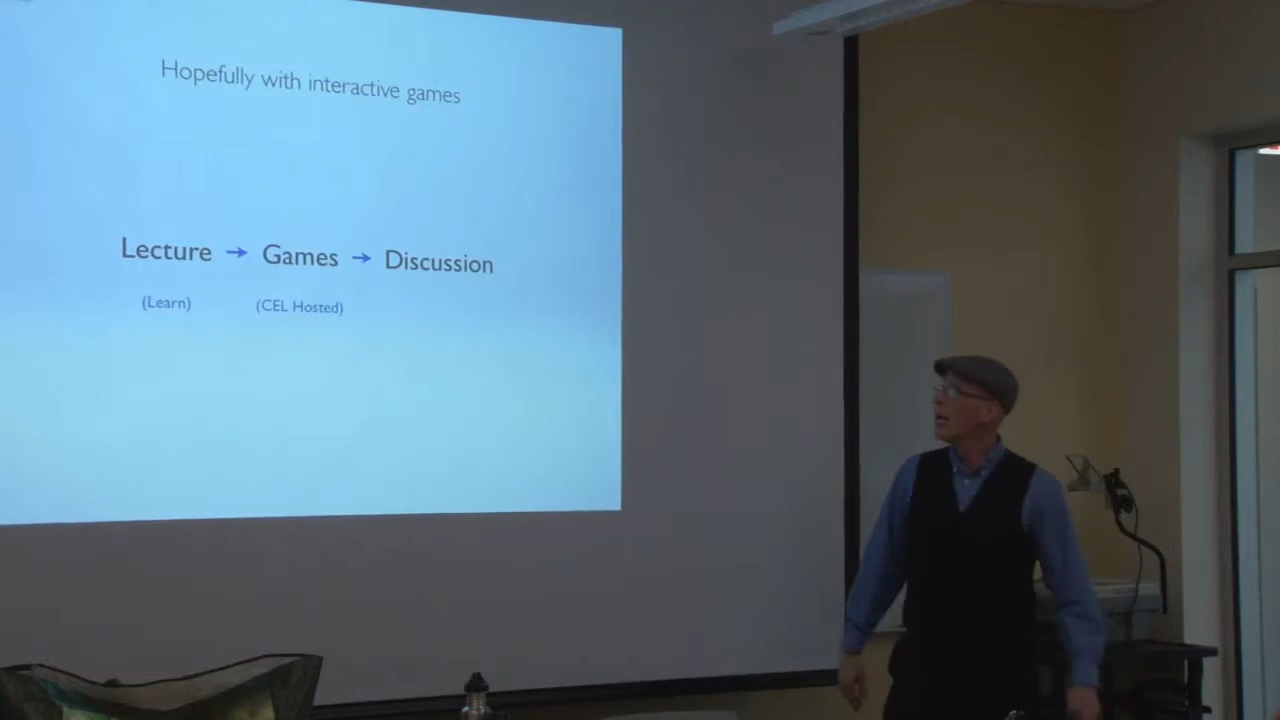 Hopefully with interactive games
Lecture → Games → Discussion
(Learn) (CEL Hosted)